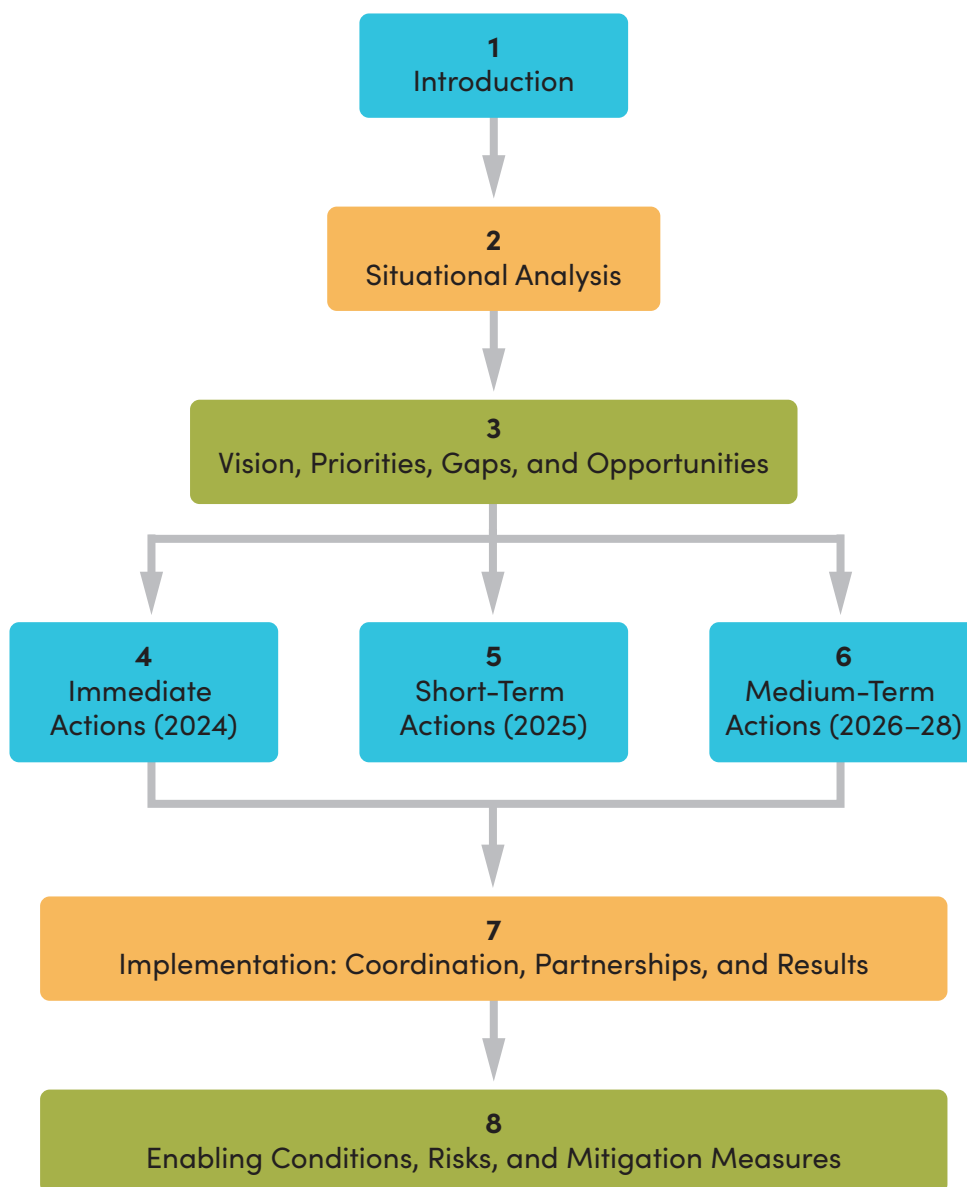 1
Introduction
2
Situational Analysis
3
Vision, Priorities, Gaps, and Opportunities
4
Immediate
Actions (2024)
5
Short-Term
Actions (2025)
6
Medium-Term
Actions (2026–28)
7
Implementation: Coordination, Partnerships, and Results
8
Enabling Conditions, Risks, and Mitigation Measures